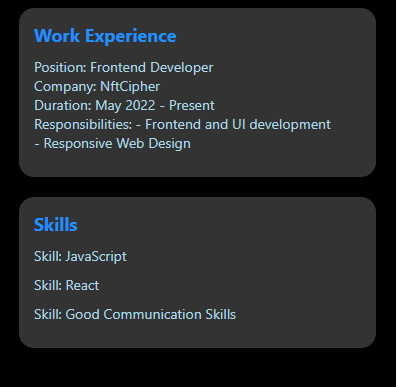 Work Experience
Position: Frontend Developer
Company: NftCipher
Duration: May 2022 - Present
Responsibilities: - Frontend and UI development
- Responsive Web Design
Skills
Skill: JavaScript
Skill: React
Skill: Good Communication Skills